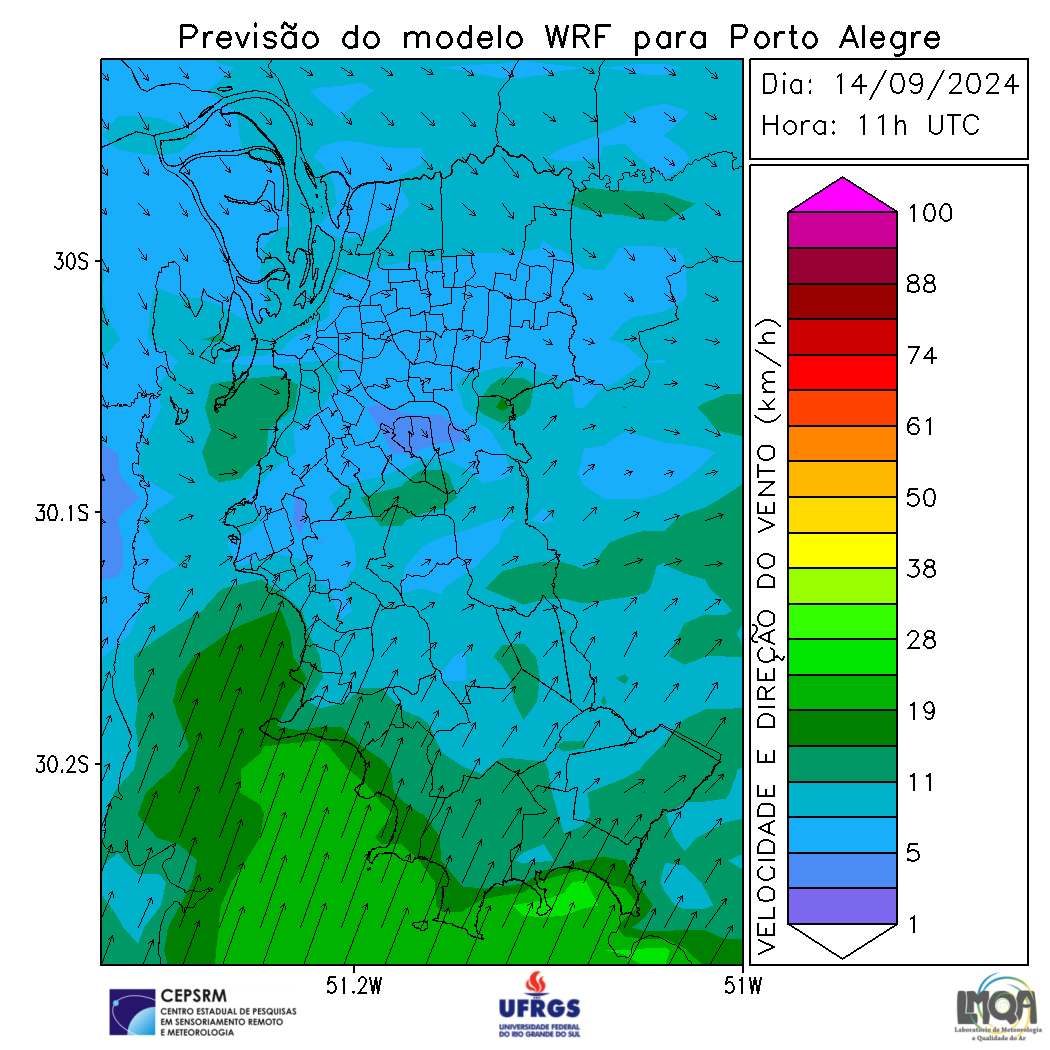 Previsão do modelo WRF para Porto Alegre
Dia: 14/09/2024
Hora: 11h UTC
30S
30.1S
30.2S
51.2W
51W
VELOCIDADE E DIREÇÃO DO VENTO (km/h)
100
88
74
61
50
38
28
19
11
5
1
CEPSRM
CENTRO ESTADUAL DE PESQUISAS
EM SENSORIAMENTO REMOTO
E METEOROLOGIA
UFRGS
UNIVERSIDADE FEDERAL
DO RIO GRANDE DO SUL
LMQA
Laboratório de Meteorologia
e Qualidade do Ar